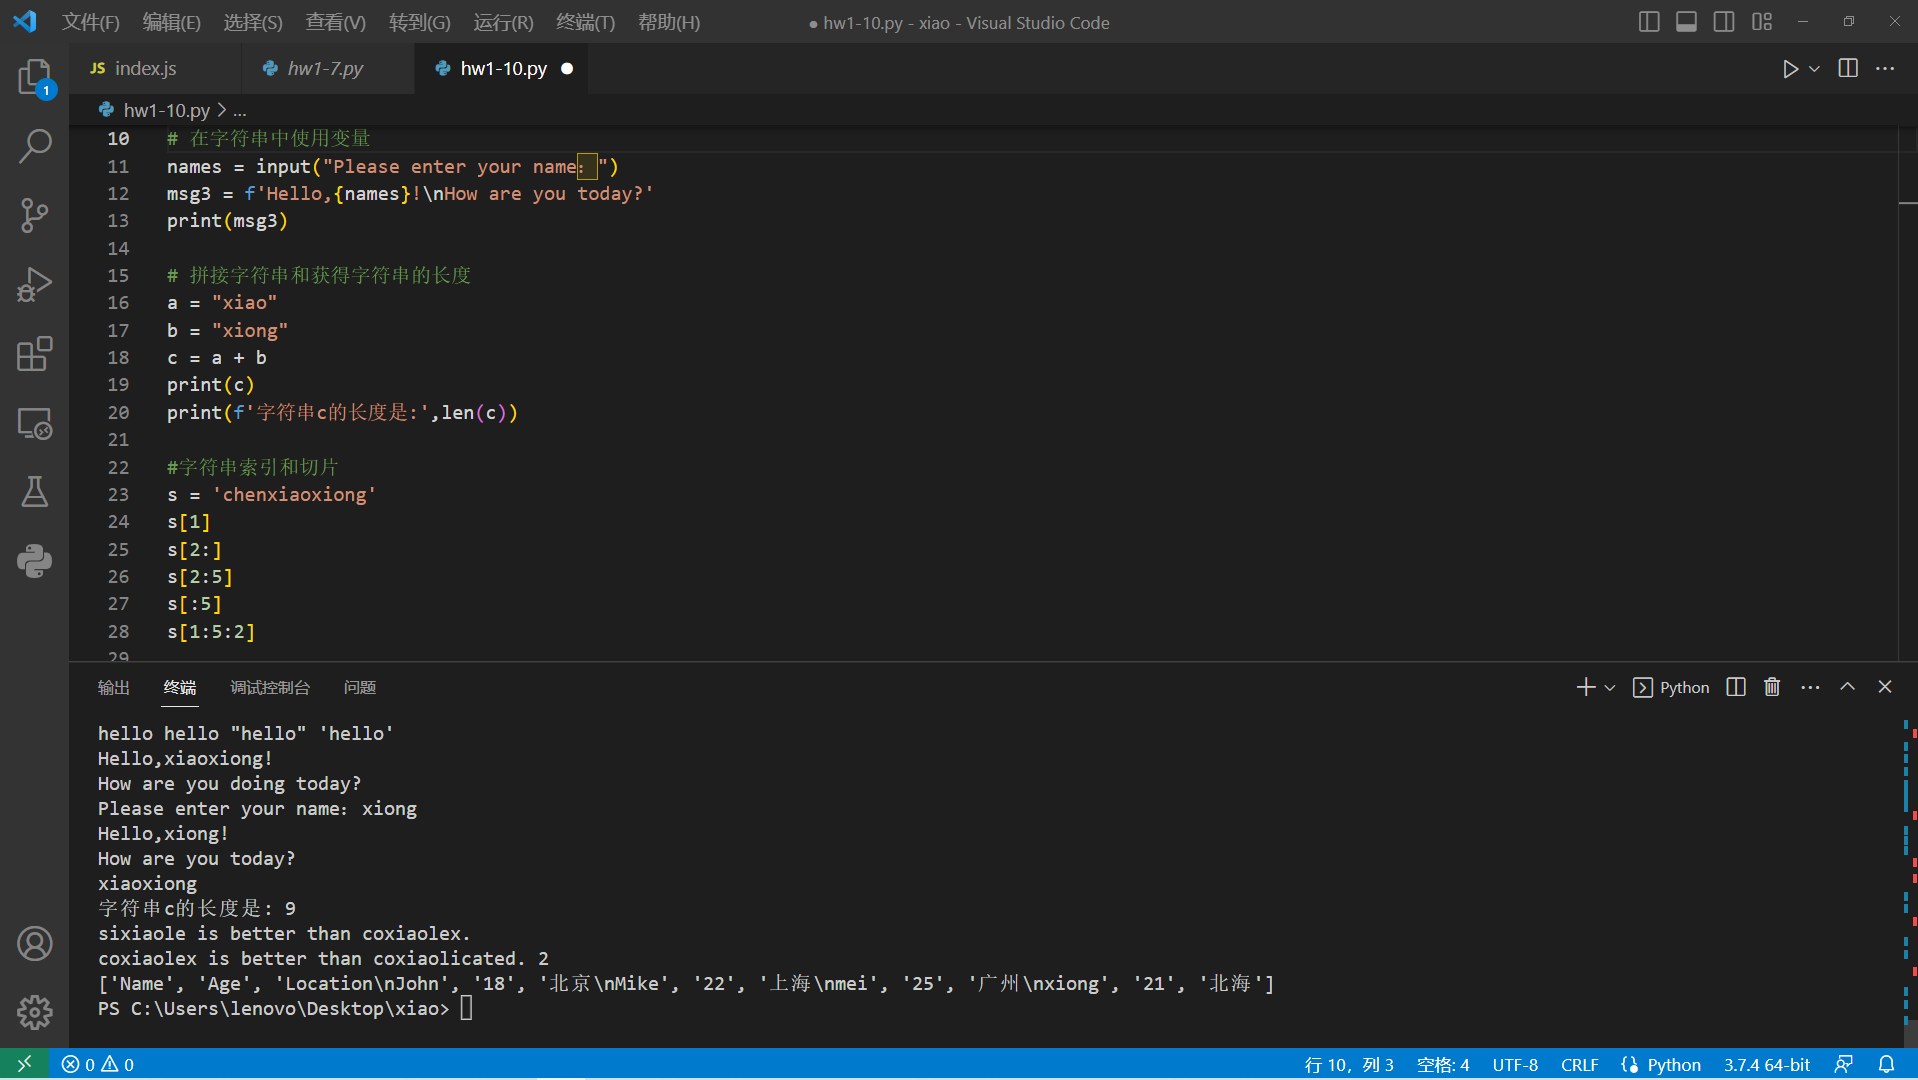 文件(F) 编辑(E) 选择(S) 查看(V) 转到(G) 运行(R) 终端(T) 帮助(H) ● hw1-10.py - xiao - Visual Studio Code
JS index.js hw1-7.py hw1-10.py
1
hw1-10.py > ...
10 # 在字符串中使用变量
11 names = input("Please enter your name：")
12 msg3 = f'Hello,{names}!\nHow are you today?'
13 print(msg3)
14
15 # 拼接字符串和获得字符串的长度
16 a = "xiao"
17 b = "xiong"
18 c = a + b
19 print(c)
20 print(f'字符串c的长度是:',len(c))
21
22 #字符串索引和切片
23 s = 'chenxiaoxiong'
24 s[1]
25 s[2:]
26 s[2:5]
27 s[:5]
28 s[1:5:2]
29
输出 终端 调试控制台 问题 Python
hello hello "hello" 'hello'
Hello,xiaoxiong!
How are you doing today?
Please enter your name：xiong
Hello,xiong!
How are you today?
xiaoxiong
字符串c的长度是: 9
sixiaole is better than coxiaolex.
coxiaolex is better than coxiaolicated. 2
['Name', 'Age', 'Location\nJohn', '18', '北京\nMike', '22', '上海\nmei', '25', '广州\nxiong', '21', '北海']
PS C:\Users\lenovo\Desktop\xiao>
0 0 行 10，列 3 空格: 4 UTF-8 CRLF Python 3.7.4 64-bit